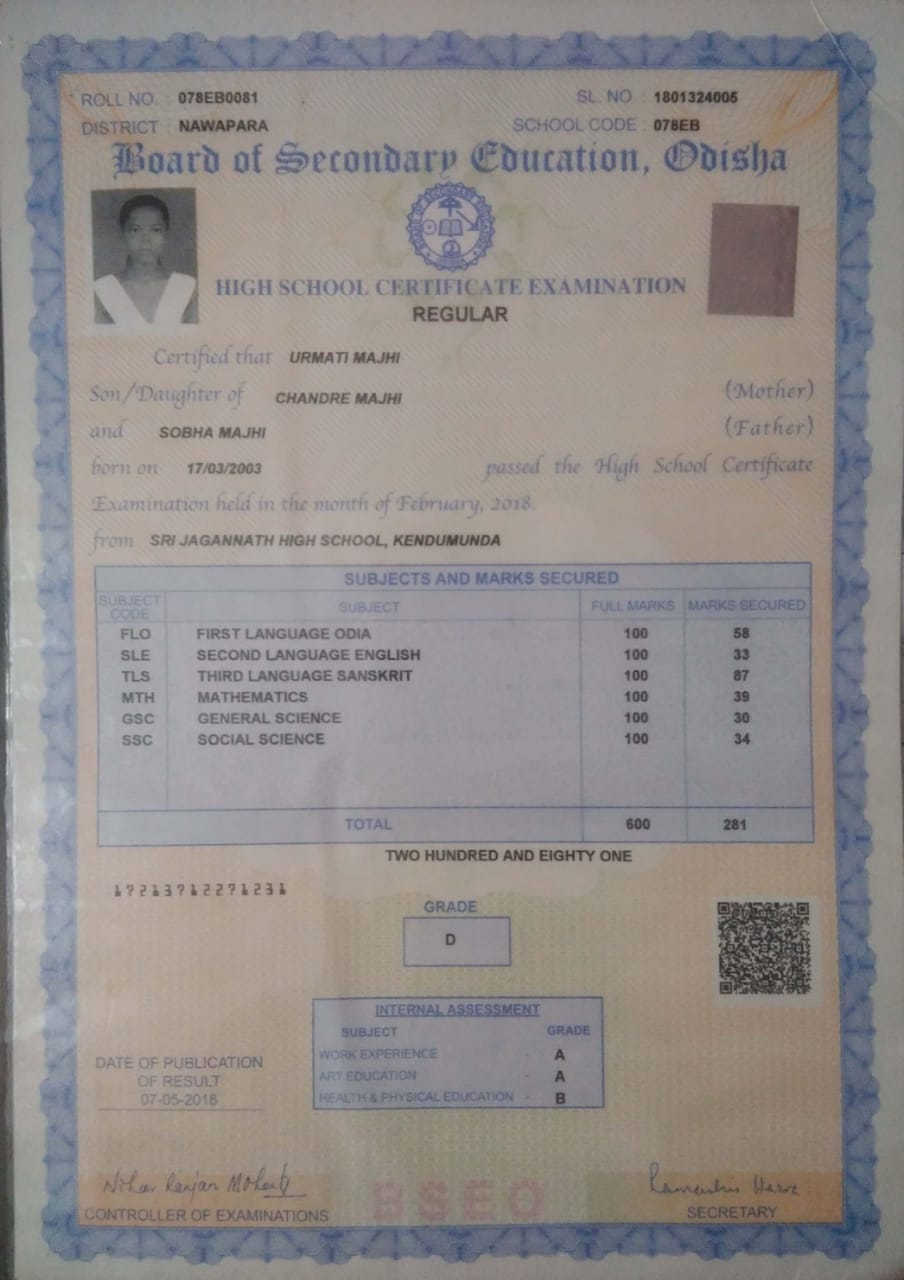 ROLL NO. : 078EB0081 SL. NO. : 1801324005
DISTRICT : NAWAPARA SCHOOL CODE : 078EB
Board of Secondary Education, Odisha
HIGH SCHOOL CERTIFICATE EXAMINATION
REGULAR
Certified that URMATI MAJHI
Son/Daughter of CHANDRE MAJHI (Mother)
and SOBHA MAJHI (Father)
born on 17/03/2003 passed the High School Certificate
Examination held in the month of February, 2018.
from SRI JAGANNATH HIGH SCHOOL, KENDUMUNDA
SUBJECTS AND MARKS SECURED
SUBJECT CODE SUBJECT FULL MARKS MARKS SECURED
FLO FIRST LANGUAGE ODIA 100 58
SLE SECOND LANGUAGE ENGLISH 100 33
TLS THIRD LANGUAGE SANSKRIT 100 87
MTH MATHEMATICS 100 39
GSC GENERAL SCIENCE 100 30
SSC SOCIAL SCIENCE 100 34
TOTAL 600 281
TWO HUNDRED AND EIGHTY ONE
17213712271231
GRADE
D
INTERNAL ASSESSMENT
SUBJECT GRADE
WORK EXPERIENCE - A
ART EDUCATION - A
HEALTH & PHYSICAL EDUCATION - B
DATE OF PUBLICATION
OF RESULT
07-05-2018
BSEO
CONTROLLER OF EXAMINATIONS SECRETARY